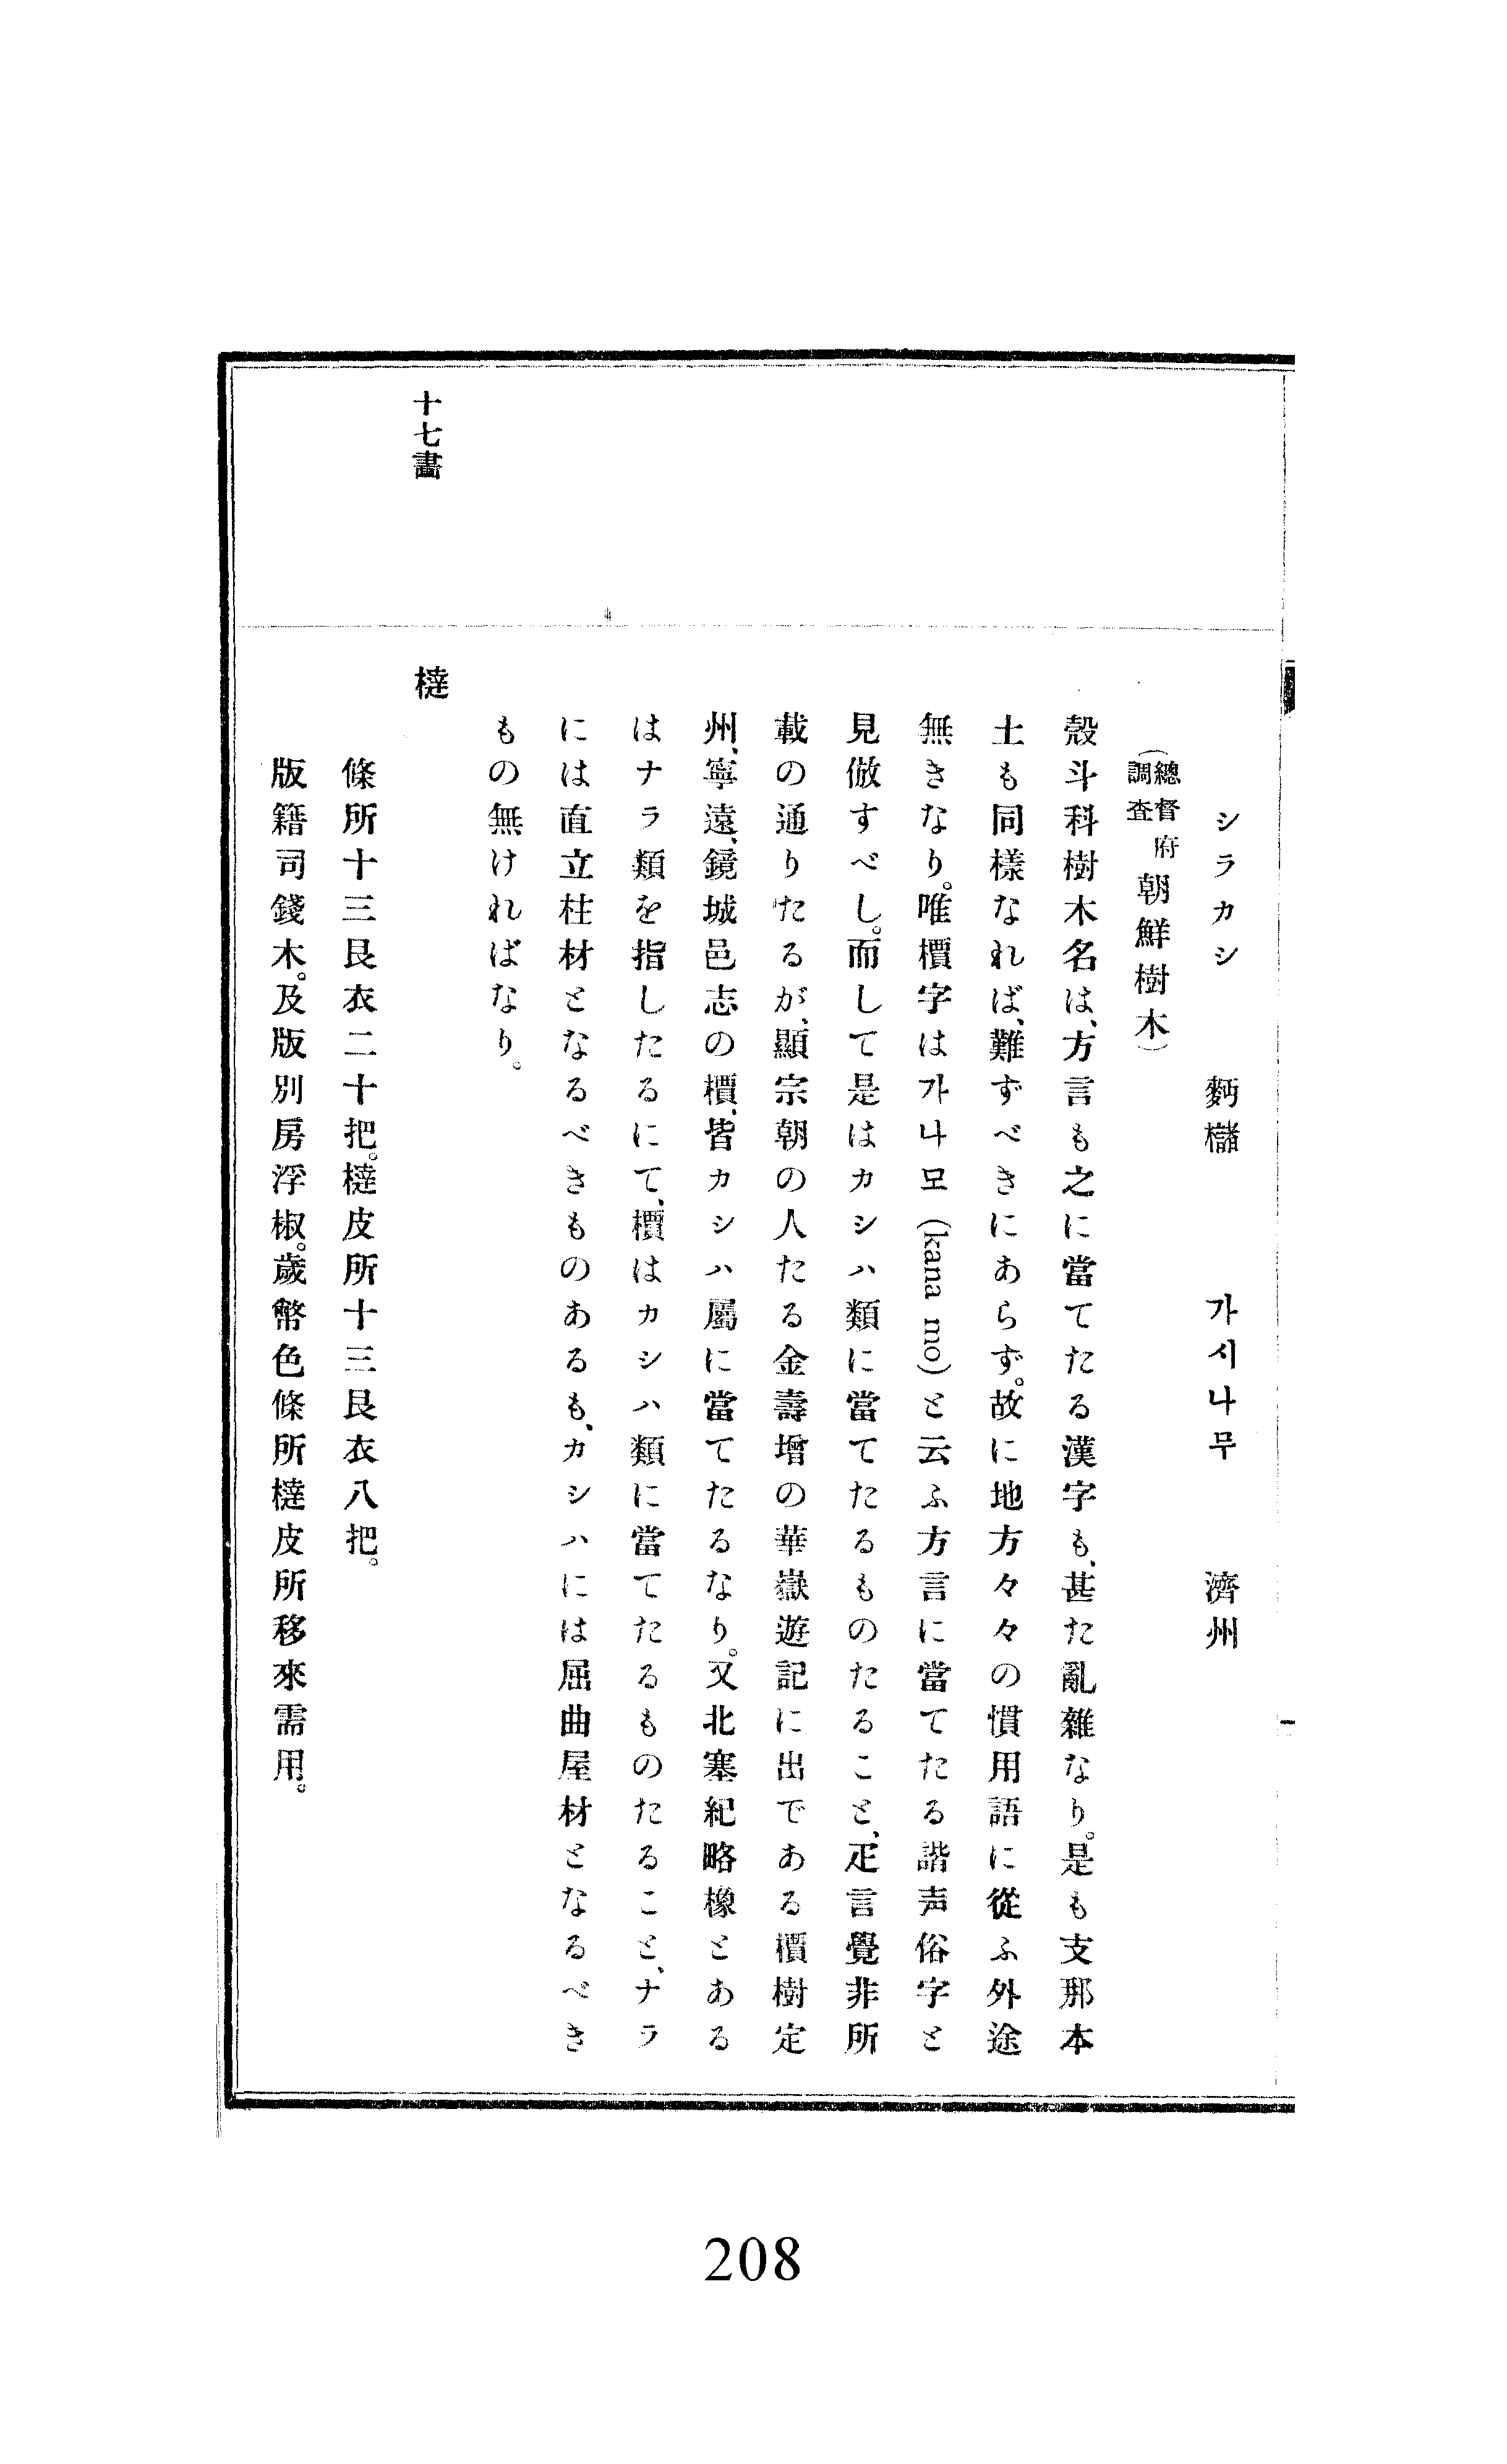 シラカシ　麪櫧　가시나무　濟州
（總督府調査 朝鮮樹木）
殼斗科樹木名は、方言も之に當てたる漢字も、甚た亂雜なり。是も支那本
土も同樣なれば、難ずべきにあらず。故に地方々々の慣用語に從ふ外途
無きなり。唯檟字は가나모(kana mo)と云ふ方言に當てたる諧声俗字と
見倣すべし。而して是はカシハ類に當てたるものたること、疋言覺非所
載の通りたるが、顯宗朝の人たる金壽增の華嶽遊記に出である檟樹定
州、寧遠、鏡城邑志の檟、皆カシハ屬に當てたるなり。又北塞紀略橡とある
はナラ類を指したるにて、檟はカシハ類に當てたるものたること、ナラ
には直立柱材となるべきものあるも、カシハには屈曲屋材となるべき
もの無ければなり。
十七畵
㯚
條所十三艮衣二十把。㯚皮所十三艮衣八把。
版籍司錢木。及版別房浮椒。歲幣色條所㯚皮所移來需用。
208